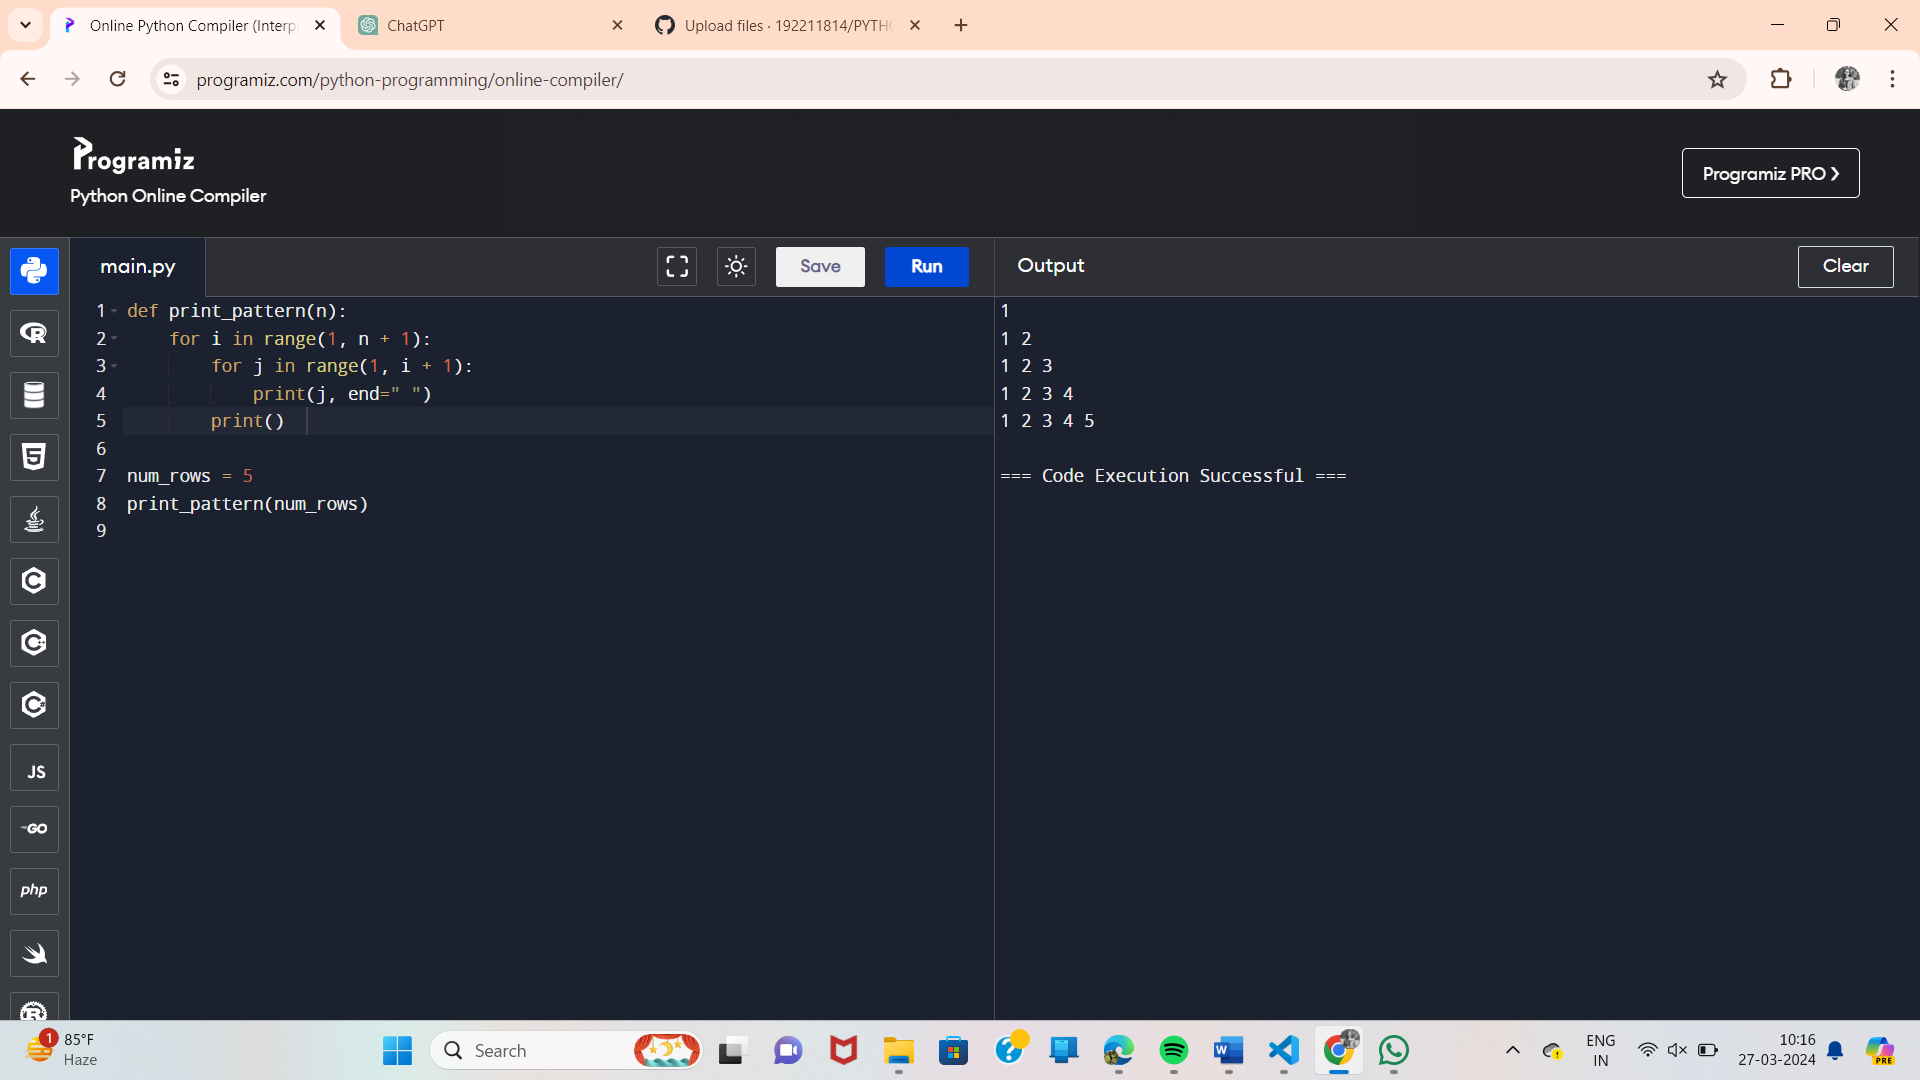 Online Python Compiler (Interp
ChatGPT
Upload files · 192211814/PYTH
programiz.com/python-programming/online-compiler/
Programiz
Python Online Compiler
Programiz PRO ❯
main.py
Save
Run
Output
Clear
1 def print_pattern(n):
2     for i in range(1, n + 1):
3         for j in range(1, i + 1):
4             print(j, end=" ")
5         print()
6
7 num_rows = 5
8 print_pattern(num_rows)
9
1
1 2
1 2 3
1 2 3 4
1 2 3 4 5
=== Code Execution Successful ===
R
5
C
C++
C#
JS
GO
php
R
1
85°F
Haze
Search
W
ENG
IN
10:16
27-03-2024
PRE